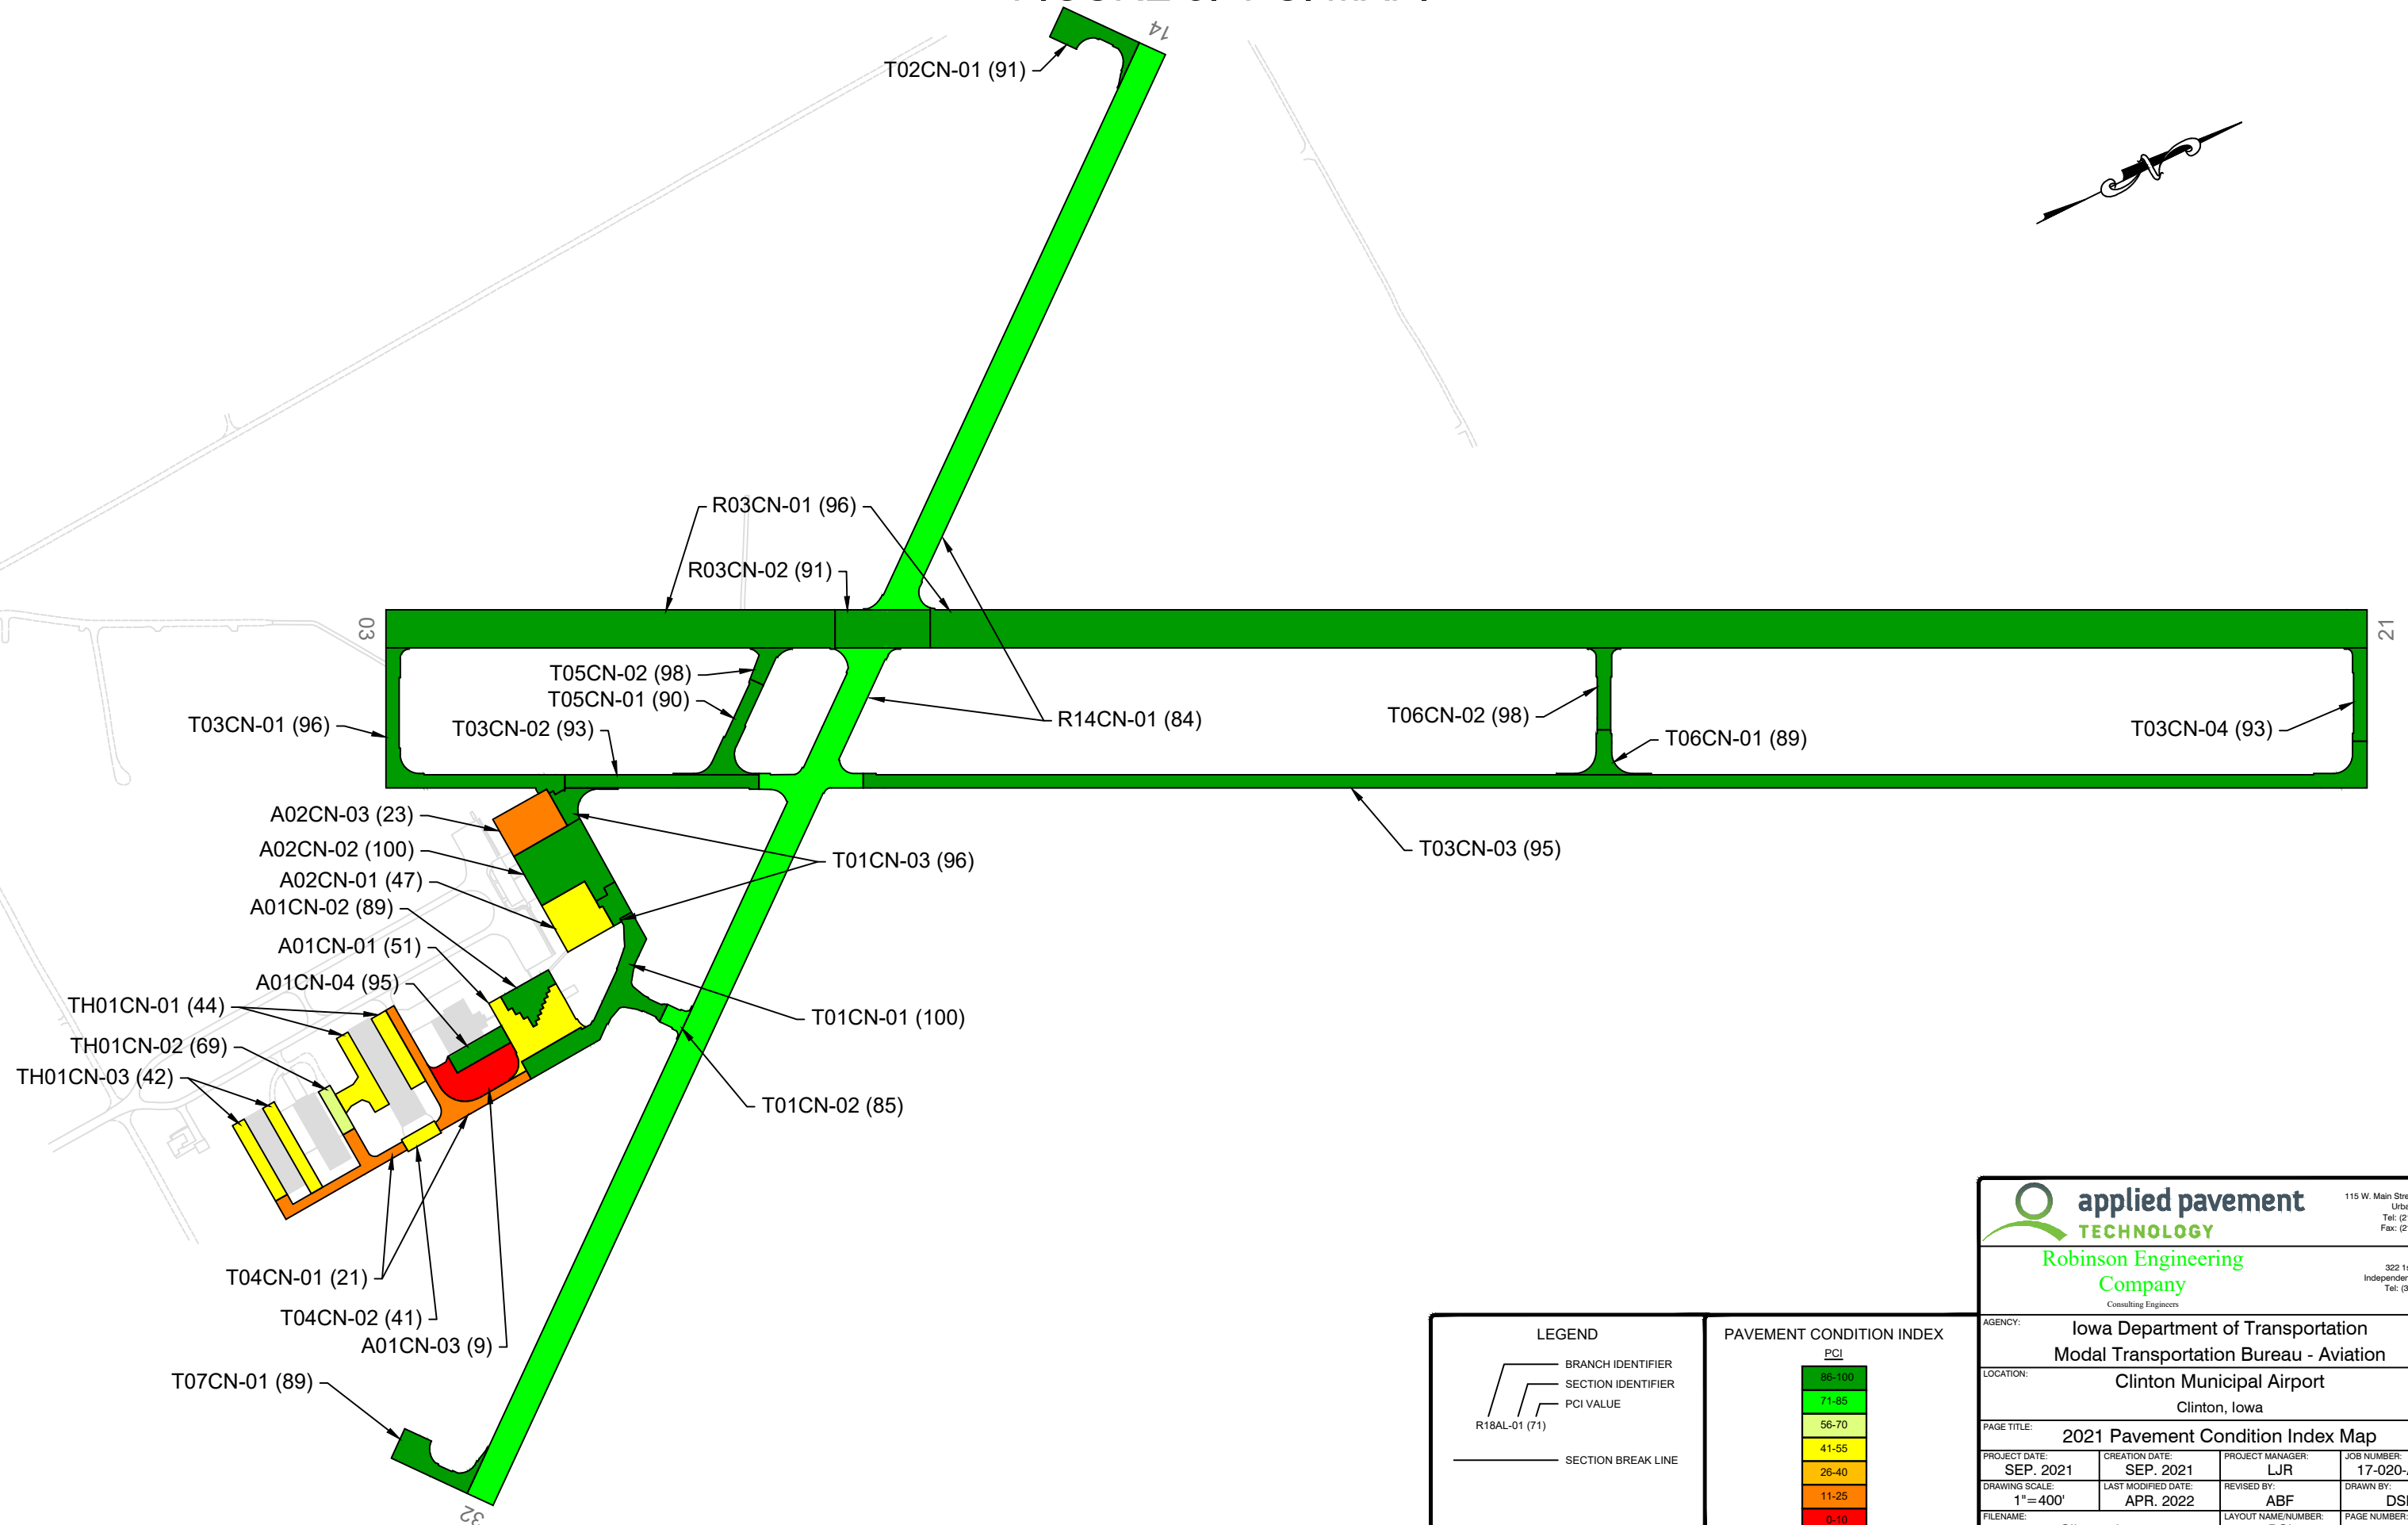 14
T02CN-01 (91)
R03CN-01 (96)
R03CN-02 (91)
03
21
T05CN-02 (98)
T05CN-01 (90)
T03CN-01 (96)
T03CN-02 (93)
R14CN-01 (84)
T06CN-02 (98)
T06CN-01 (89)
T03CN-04 (93)
A02CN-03 (23)
A02CN-02 (100)
T01CN-03 (96)
T03CN-03 (95)
A02CN-01 (47)
A01CN-02 (89)
A01CN-01 (51)
A01CN-04 (95)
TH01CN-01 (44)
T01CN-01 (100)
TH01CN-02 (69)
TH01CN-03 (42)
T01CN-02 (85)
T04CN-01 (21)
T04CN-02 (41)
A01CN-03 (9)
T07CN-01 (89)
32
LEGEND
BRANCH IDENTIFIER
SECTION IDENTIFIER
PCI VALUE
R18AL-01 (71)
SECTION BREAK LINE
PAVEMENT CONDITION INDEX
PCI
86-100
71-85
56-70
41-55
26-40
11-25
0-10
applied pavement
TECHNOLOGY
115 W. Main
Tel:
Fax:
Robinson Engineering
Company
Consulting Engineers
322
Tel:
AGENCY:
Iowa Department of Transportation
Modal Transportation Bureau - Aviation
LOCATION:
Clinton Municipal Airport
Clinton, Iowa
PAGE TITLE:
2021 Pavement Condition Index Map
PROJECT DATE:
SEP. 2021
CREATION DATE:
SEP. 2021
PROJECT MANAGER:
LJR
JOB NUMBER:
17-020-
DRAWING SCALE:
1"=400'
LAST MODIFIED DATE:
APR. 2022
REVISED BY:
ABF
DRAWN BY:
FILENAME:
LAYOUT NAME/NUMBER:
PAGE NUMBER